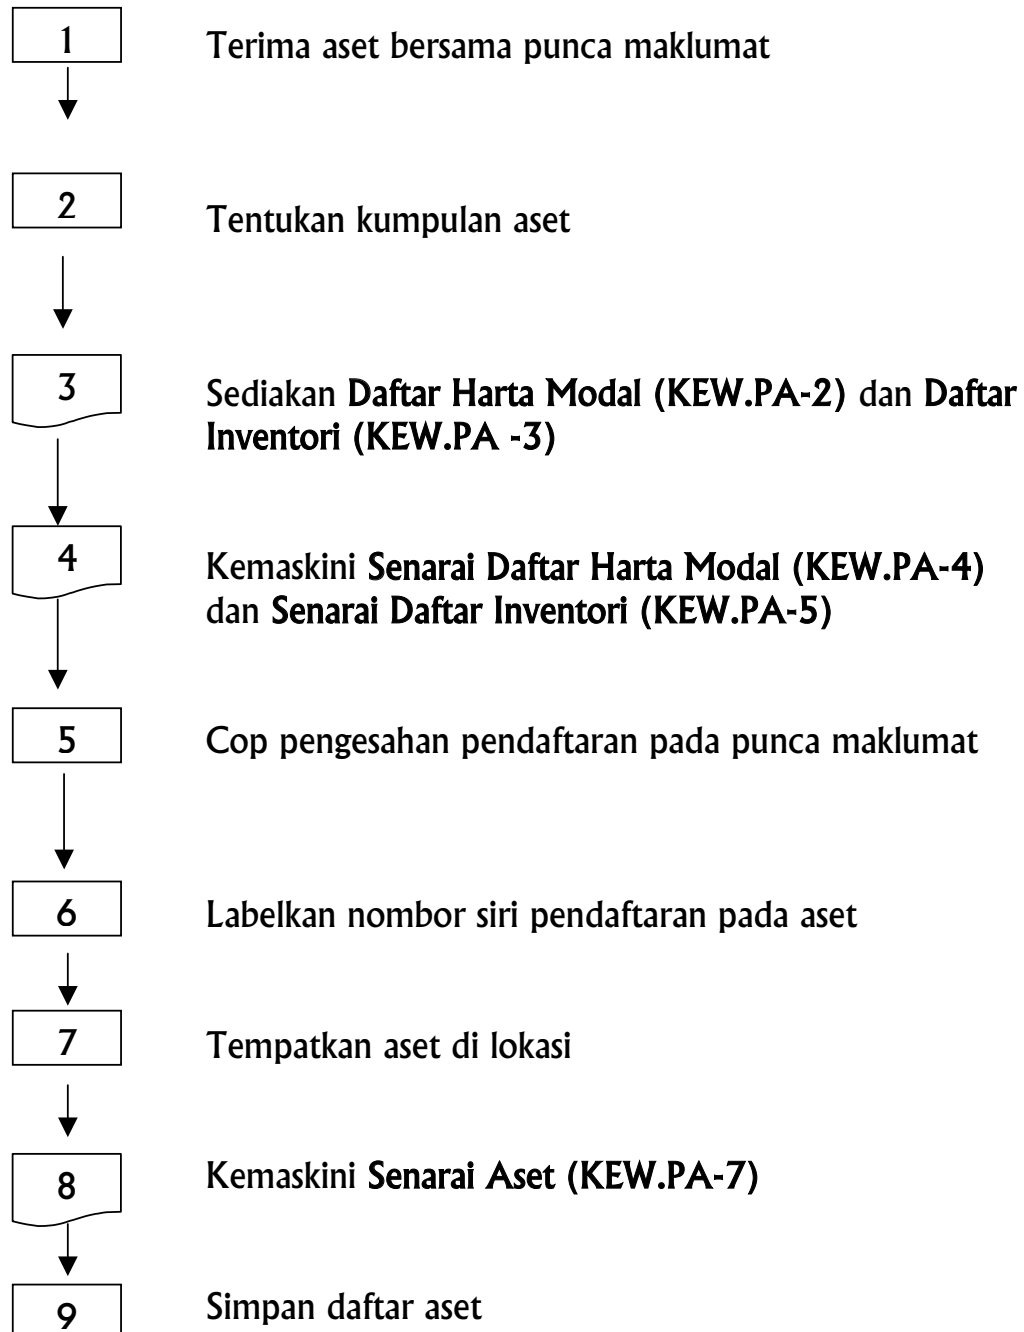 1 Terima aset bersama punca maklumat
2 Tentukan kumpulan aset
3 Sediakan Daftar Harta Modal (KEW.PA-2) dan Daftar
Inventori (KEW.PA -3)
4 Kemaskini Senarai Daftar Harta Modal (KEW.PA-4)
dan Senarai Daftar Inventori (KEW.PA-5)
5 Cop pengesahan pendaftaran pada punca maklumat
6 Labelkan nombor siri pendaftaran pada aset
7 Tempatkan aset di lokasi
8 Kemaskini Senarai Aset (KEW.PA-7)
9 Simpan daftar aset